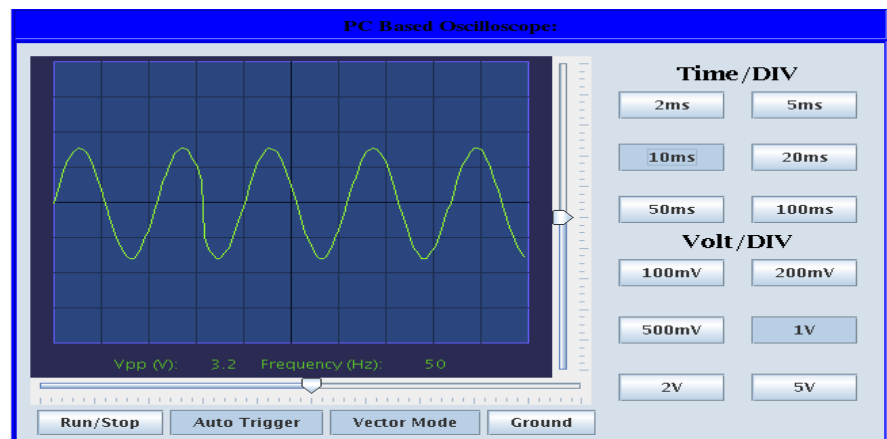 PC Based Oscilloscope:
Time/DIV
2ms 5ms
10ms 20ms
50ms 100ms
Volt/DIV
100mV 200mV
500mV 1V
2V 5V
Vpp (V): 3.2 Frequency (Hz): 50
Run/Stop Auto Trigger Vector Mode Ground